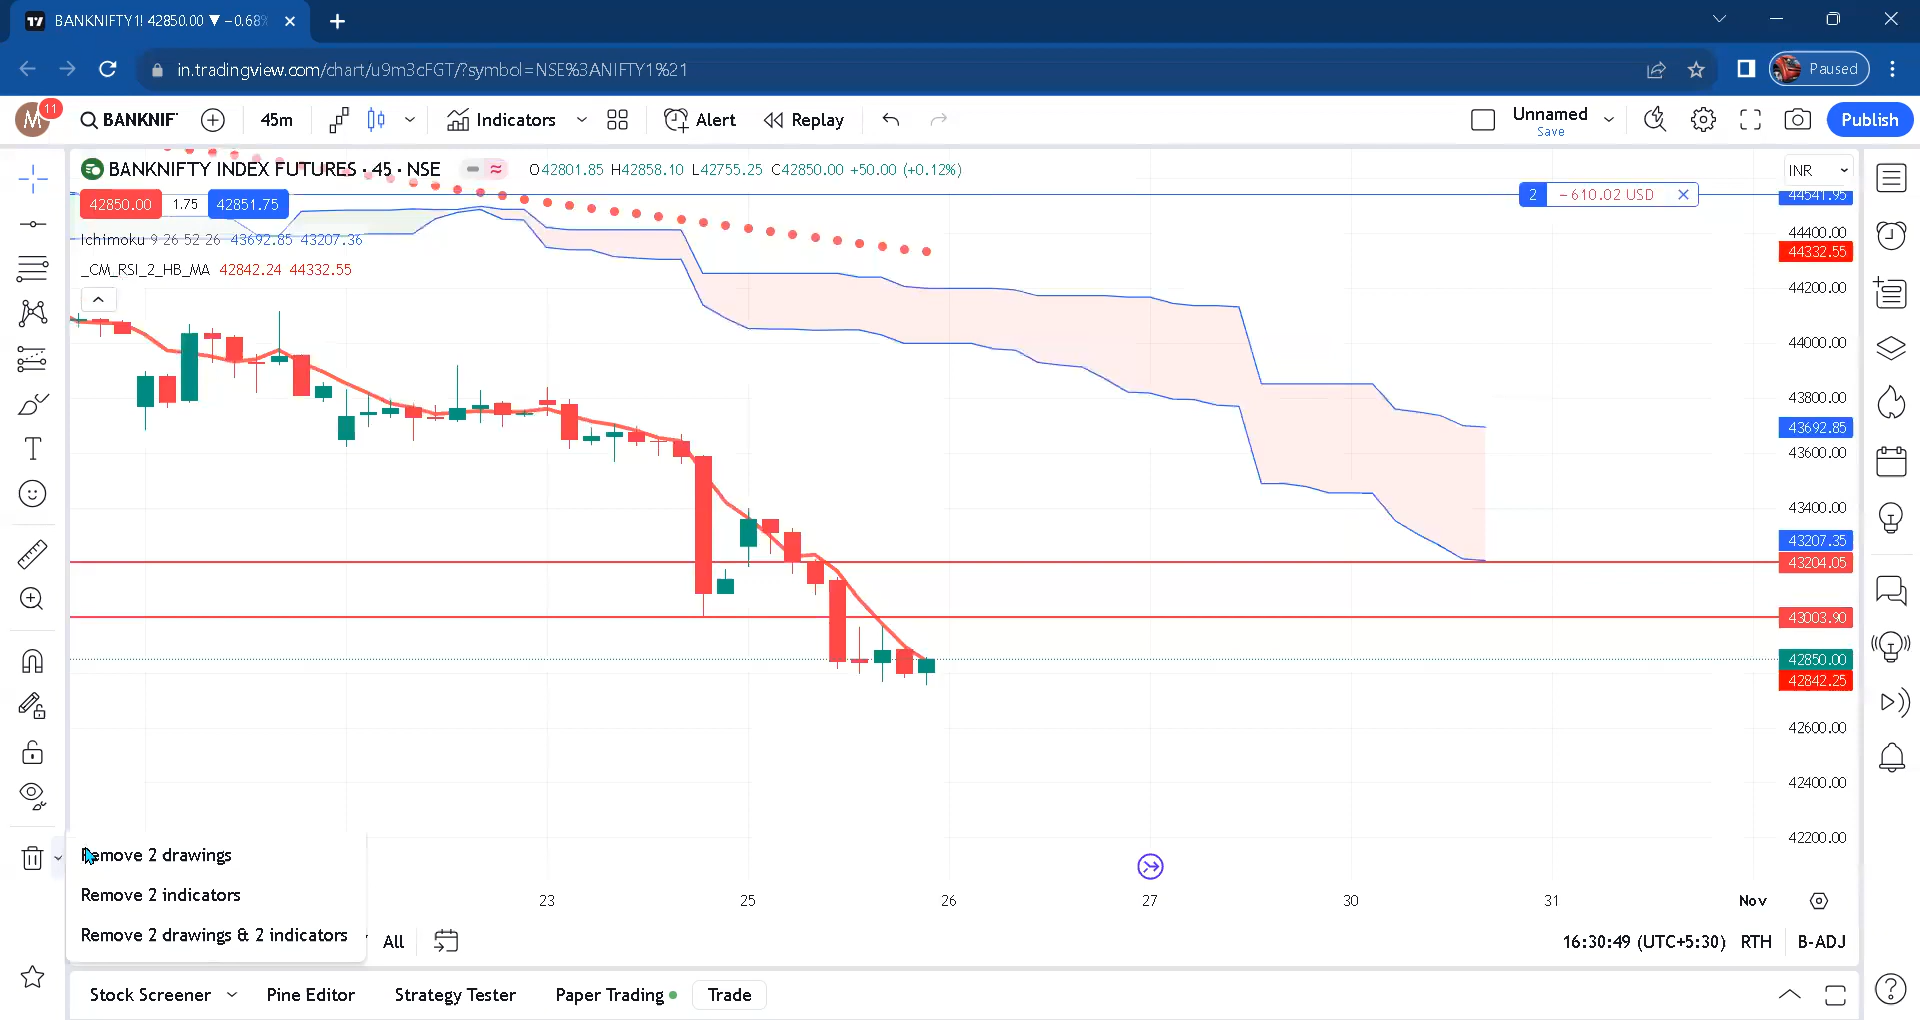 BANKNIFTY1! 42850.00 ▼ −0.68%
in.tradingview.com/chart/u9m3cFGT/?symbol=NSE%3ANIFTY1%21
Paused
M
11
BANKNIF
45m
Indicators
Alert
Replay
Unnamed
Save
Publish
BANKNIFTY INDEX FUTURES · 45 · NSE
O42801.85 H42858.10 L42755.25 C42850.00 +50.00 (+0.12%)
INR
42850.00 1.75 42851.75
2 −610.02 USD
44541.95
Ichimoku 9 26 52 26 43692.85 43207.36
44400.00
44332.55
_CM_RSI_2_HB_MA 42842.24 44332.55
44200.00
44000.00
43800.00
43692.85
43600.00
43400.00
43207.35
43204.05
43003.90
42850.00
42842.25
42600.00
42400.00
42200.00
Remove 2 drawings
Remove 2 indicators
Remove 2 drawings & 2 indicators
23 25 26 27 30 31 Nov
All
16:30:49 (UTC+5:30) RTH B-ADJ
Stock Screener
Pine Editor
Strategy Tester
Paper Trading
Trade